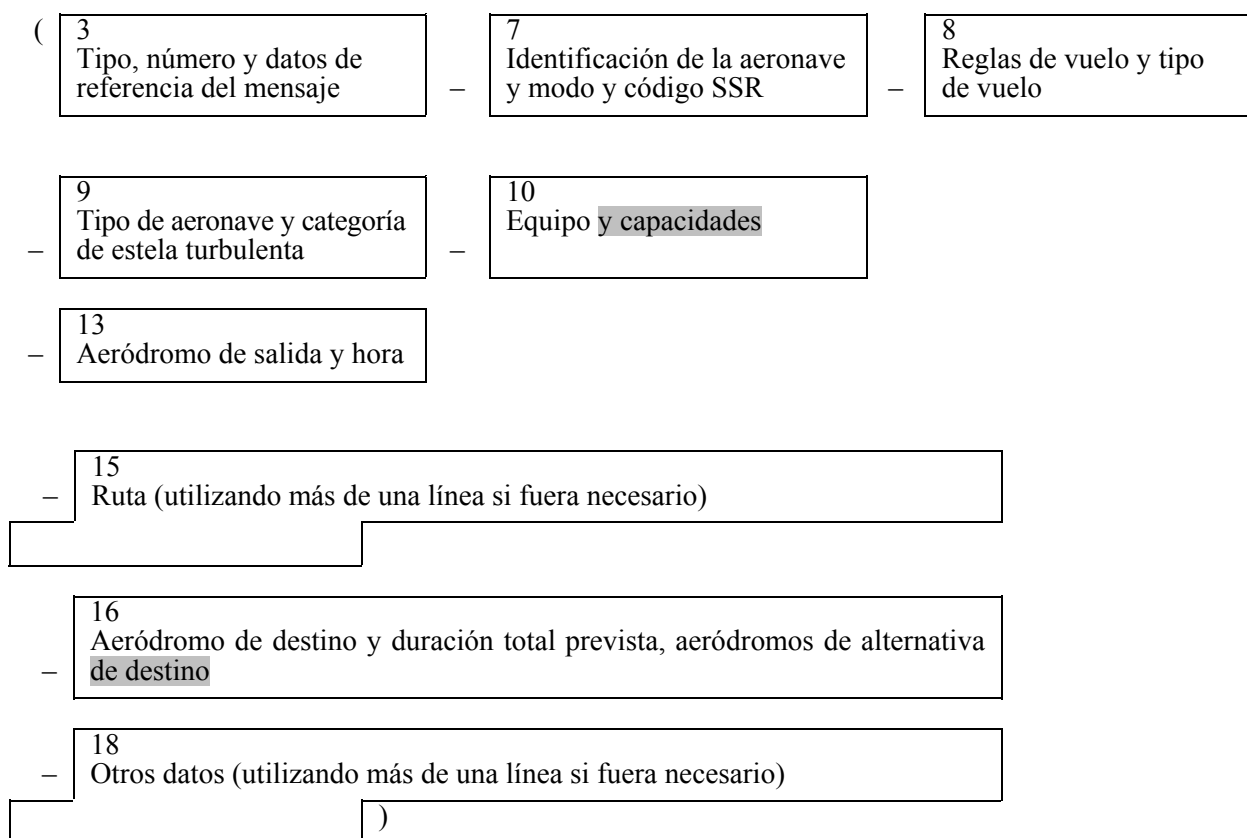 ( 3 7 8
Tipo, número y datos de
referencia del mensaje
– Identificación de la aeronave
y modo y código SSR
– Reglas de vuelo y tipo
de vuelo
9
Tipo de aeronave y categoría
– de estela turbulenta
10
Equipo y capacidades
–
13
– Aeródromo de salida y hora
15
– Ruta (utilizando más de una línea si fuera necesario)
16
Aeródromo de destino y duración total prevista, aeródromos de alternativa
– de destino
18
– Otros datos (utilizando más de una línea si fuera necesario)
)